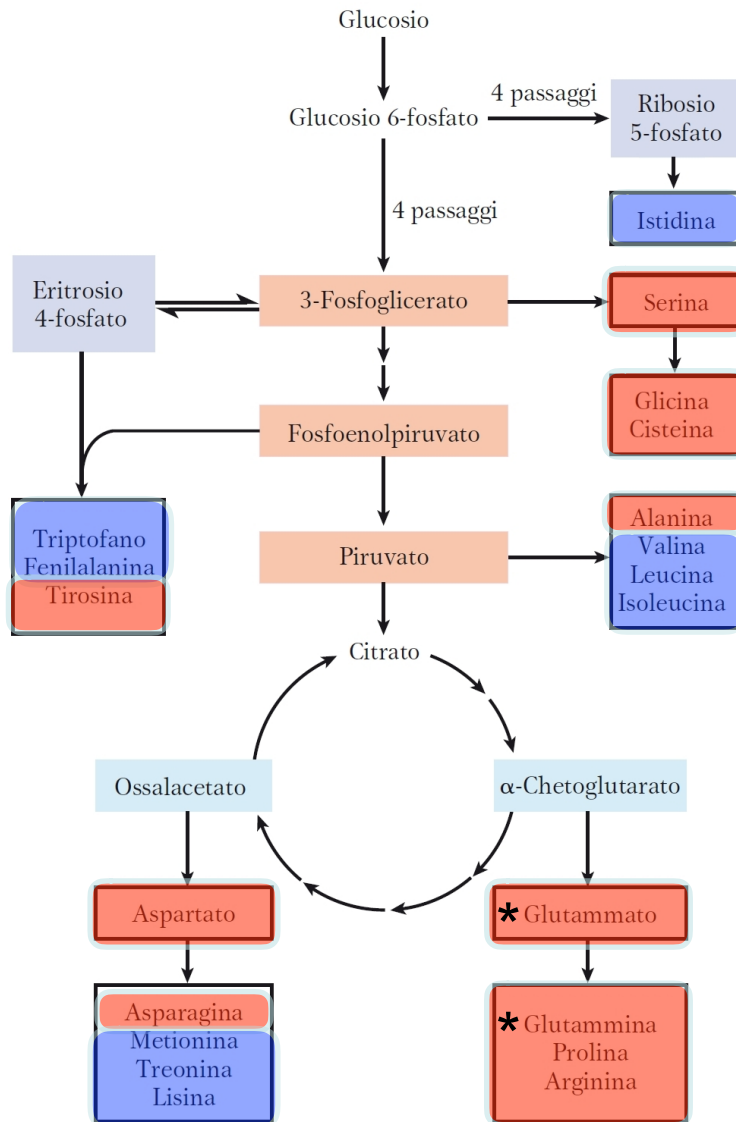 Glucosio
Glucosio 6-fosfato
4 passaggi
Ribosio
5-fosfato
Istidina
4 passaggi
Eritrosio
4-fosfato
3-Fosfoglicerato
Serina
Glicina
Cisteina
Fosfoenolpiruvato
Triptofano
Fenilalanina
Tirosina
Piruvato
Alanina
Valina
Leucina
Isoleucina
Citrato
Ossalacetato
α-Chetoglutarato
Aspartato
* Glutammato
Asparagina
Metionina
Treonina
Lisina
* Glutammina
Prolina
Arginina